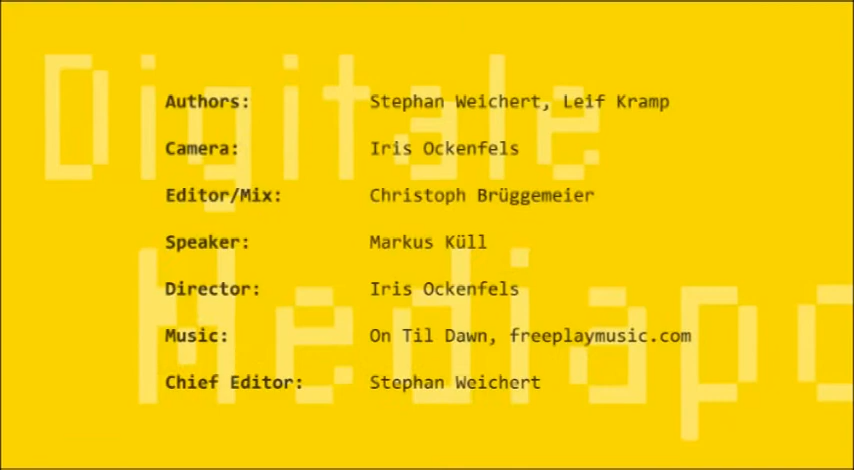 Digitale
Authors: Stephan Weichert, Leif Kramp
Camera: Iris Ockenfels
Editor/Mix: Christoph Brüggemeier
Speaker: Markus Küll
Mediapo
Director: Iris Ockenfels
Music: On Til Dawn, freeplaymusic.com
Chief Editor: Stephan Weichert